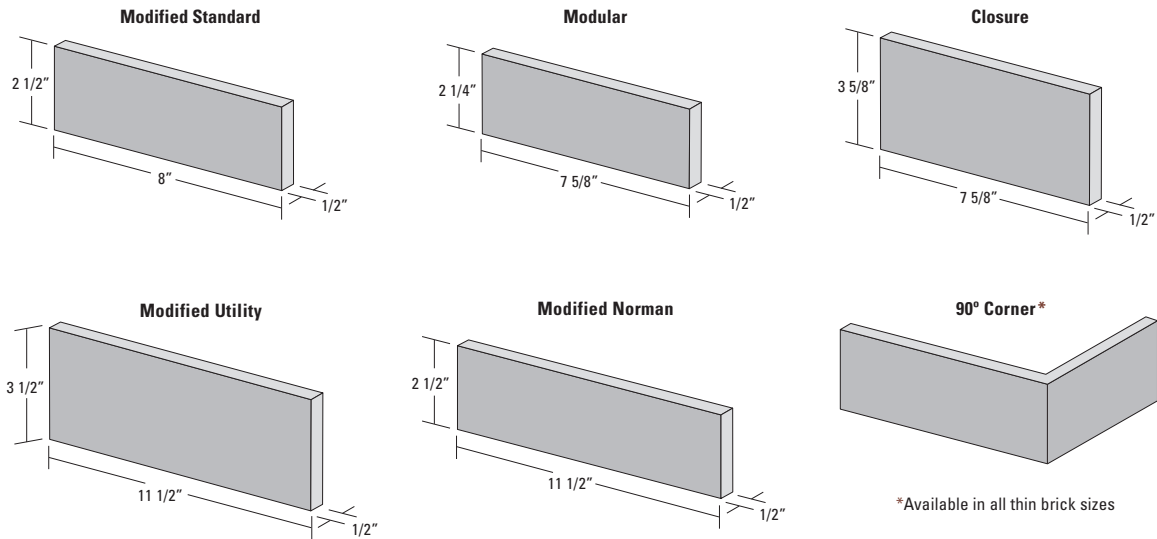 Modified Standard
2 1/2”
8”
1/2”
Modular
2 1/4”
7 5/8”
1/2”
Closure
3 5/8”
7 5/8”
1/2”
Modified Utility
3 1/2”
11 1/2”
1/2”
Modified Norman
2 1/2”
11 1/2”
1/2”
90º Corner*
*Available in all thin brick sizes